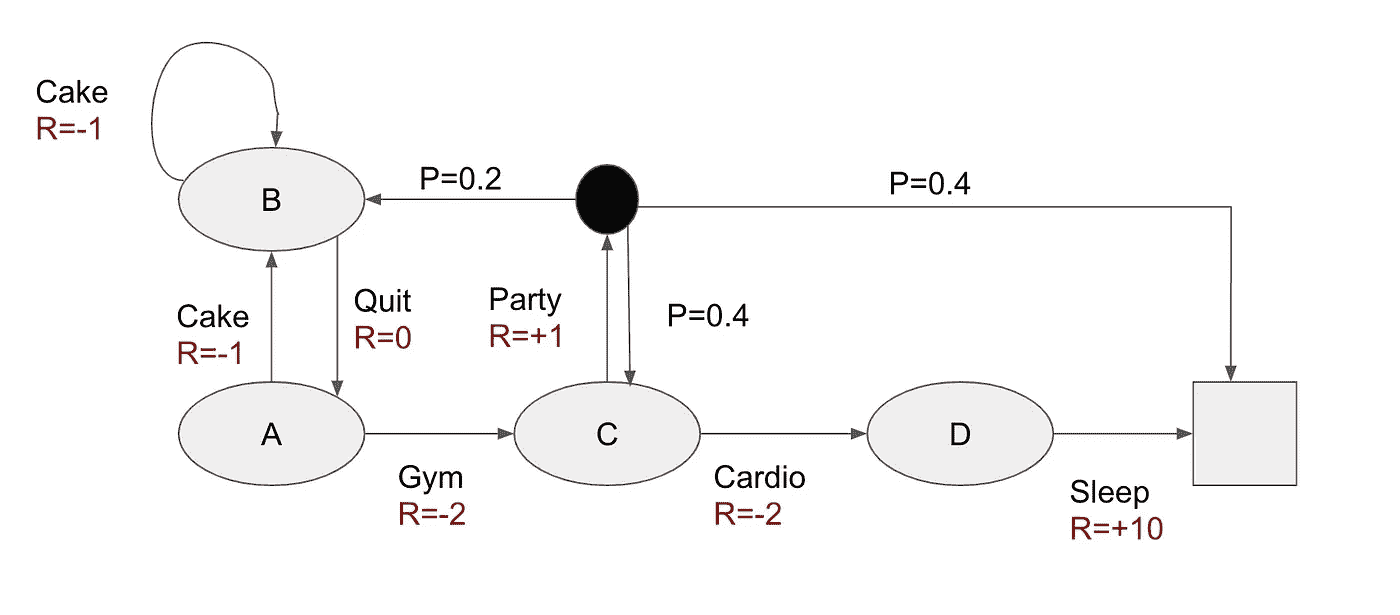 Cake
R=-1
B
P=0.2
P=0.4
Cake
R=-1
Quit
R=0
Party
R=+1
P=0.4
A
C
D
Gym
R=-2
Cardio
R=-2
Sleep
R=+10